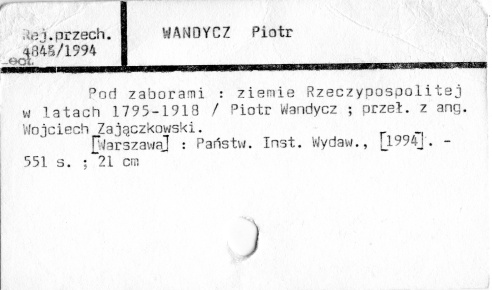 Rej.przech. WANDYCZ Piotr
4845/1994
Pod zaborami : ziemie Rzeczypospolitej
w latach 1795-1918 / Piotr Wandycz ; przeł. z ang.
Wojciech Zajączkowski.
[Warszawa] : Państw. Inst. Wydaw., [1994]. -
551 s. ; 21 cm